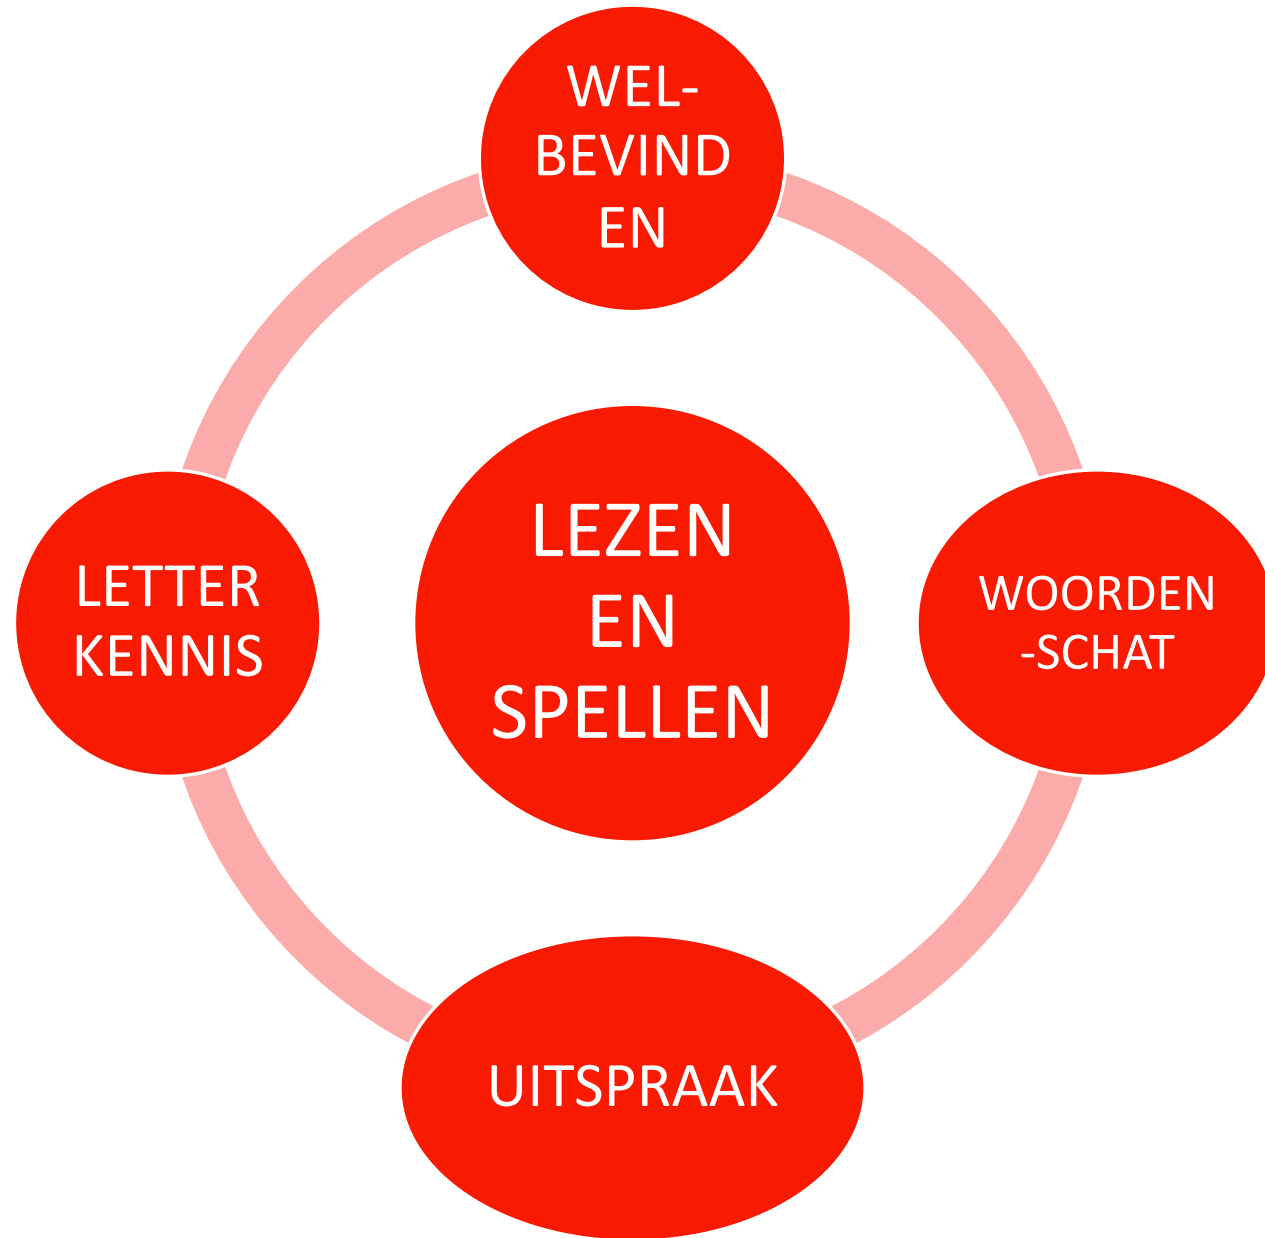 WEL-
BEVIND
EN
LETTER
KENNIS
LEZEN
EN
SPELLEN
WOORDEN
-SCHAT
UITSPRAAK